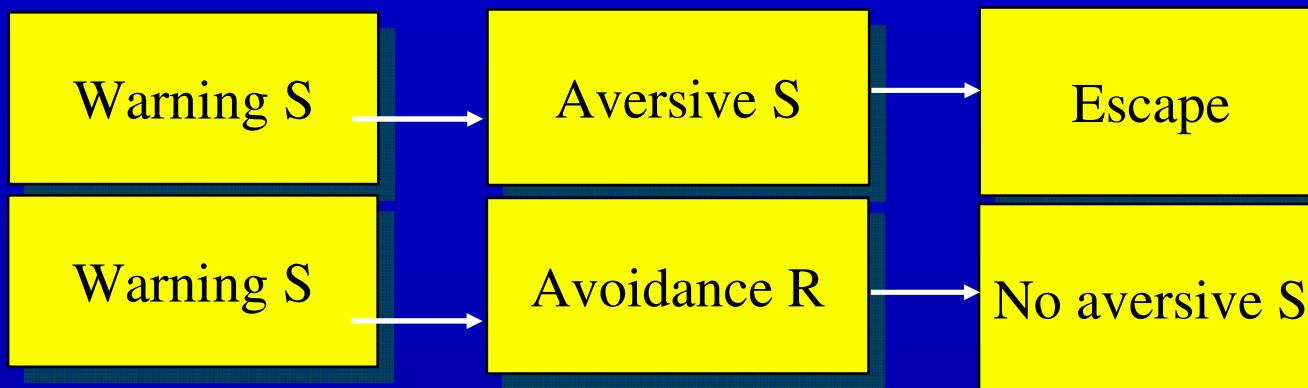 Warning S
Aversive S
Escape
Warning S
Avoidance R
No aversive S